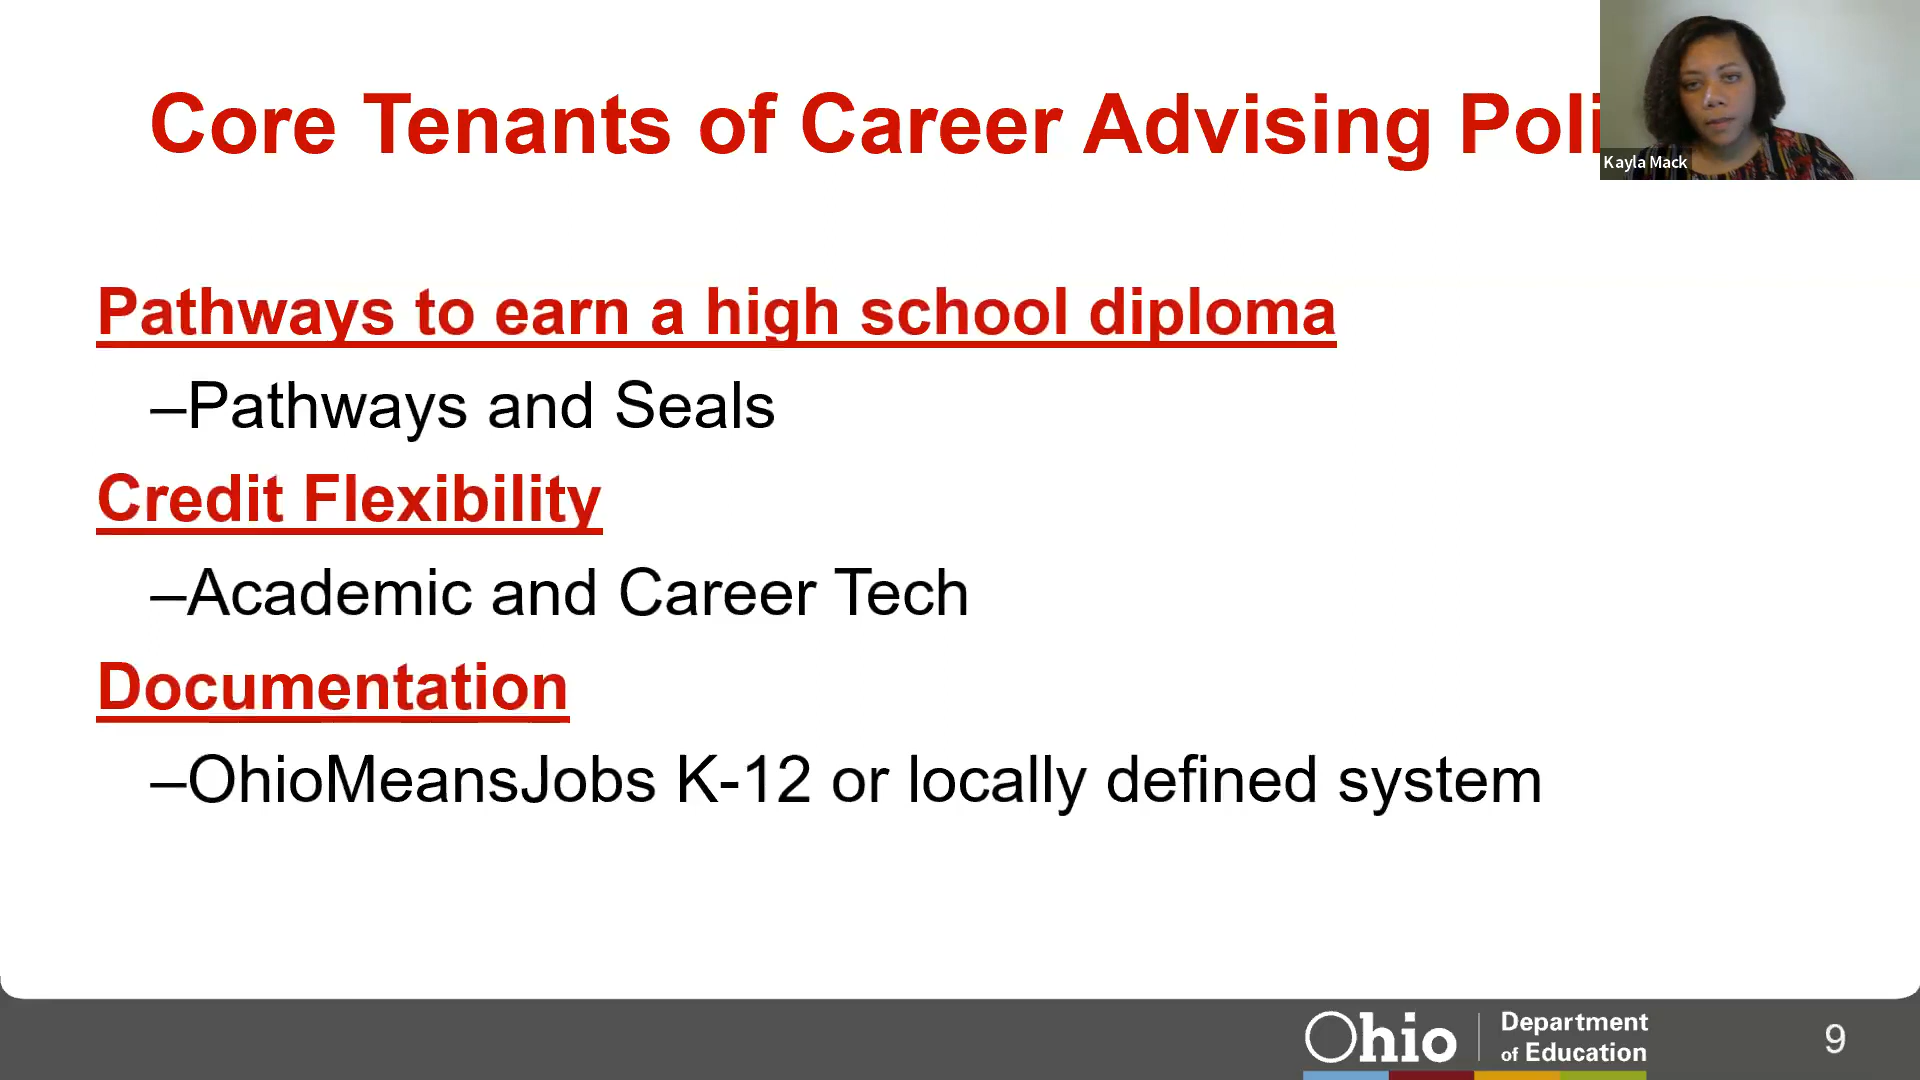 Core Tenants of Career Advising Poli
Kayla Mack
Pathways to earn a high school diploma
–Pathways and Seals
Credit Flexibility
–Academic and Career Tech
Documentation
–OhioMeansJobs K-12 or locally defined system
Ohio
Department
of Education
9